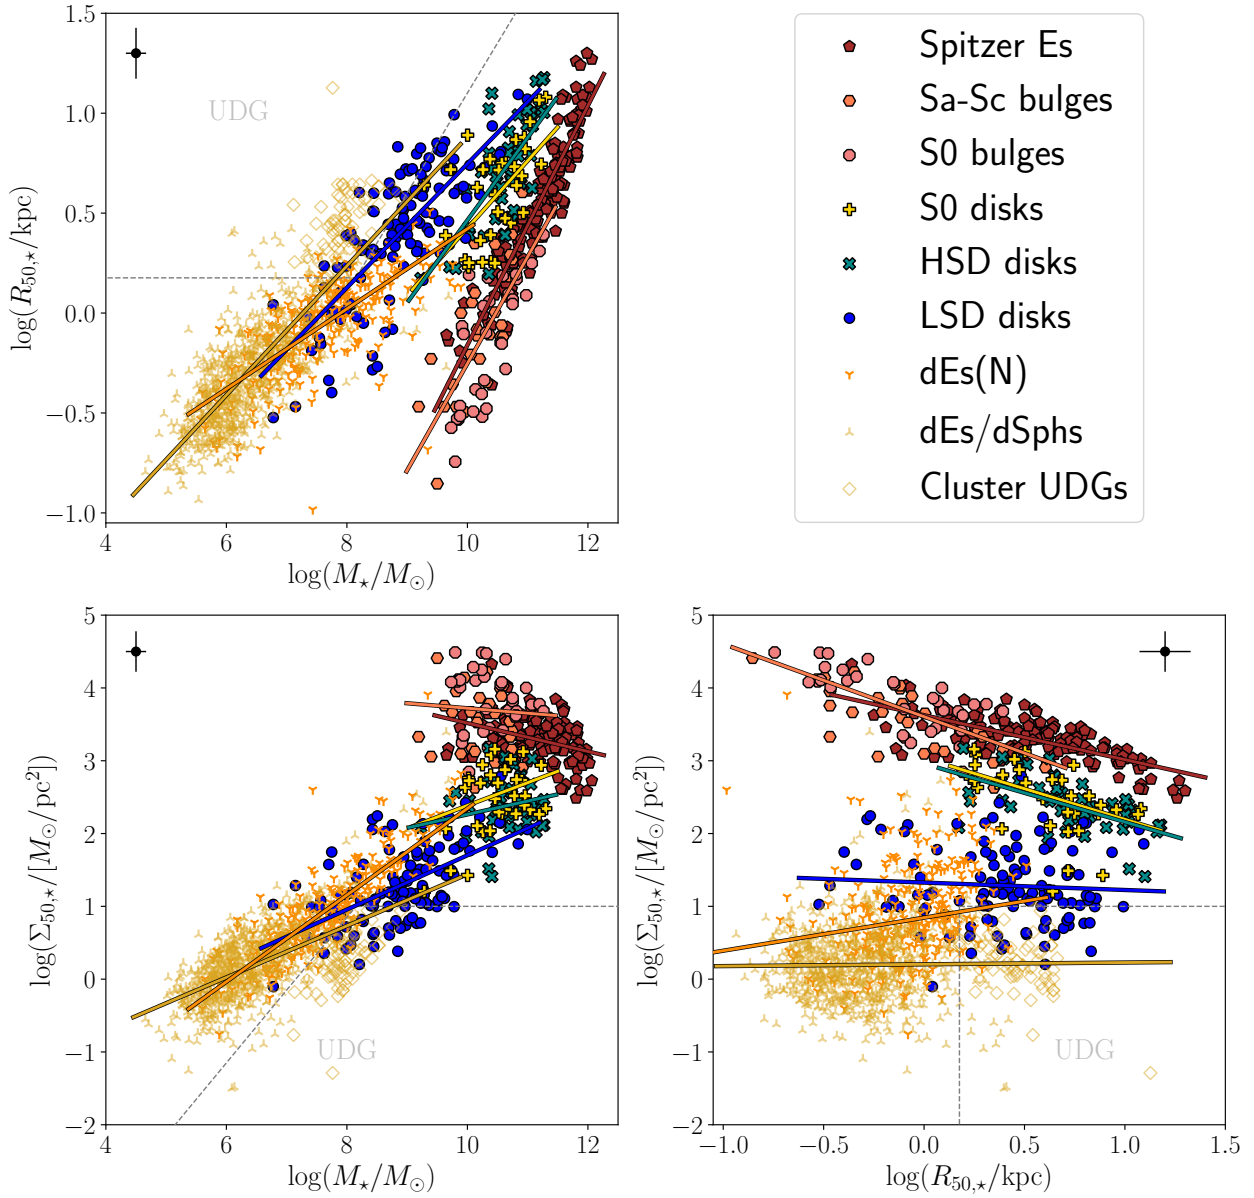 1.5
1.0
0.5
0.0
−0.5
−1.0
log(R₅₀,⋆/kpc)
UDG
4 6 8 10 12
log(M⋆/M⊙)
Spitzer Es
Sa-Sc bulges
S0 bulges
S0 disks
HSD disks
LSD disks
dEs(N)
dEs/dSphs
Cluster UDGs
5
4
3
2
1
0
−1
−2
log(Σ₅₀,⋆/[M⊙/pc²])
UDG
4 6 8 10 12
log(M⋆/M⊙)
5
4
3
2
1
0
−1
−2
log(Σ₅₀,⋆/[M⊙/pc²])
UDG
−1.0 −0.5 0.0 0.5 1.0 1.5
log(R₅₀,⋆/kpc)